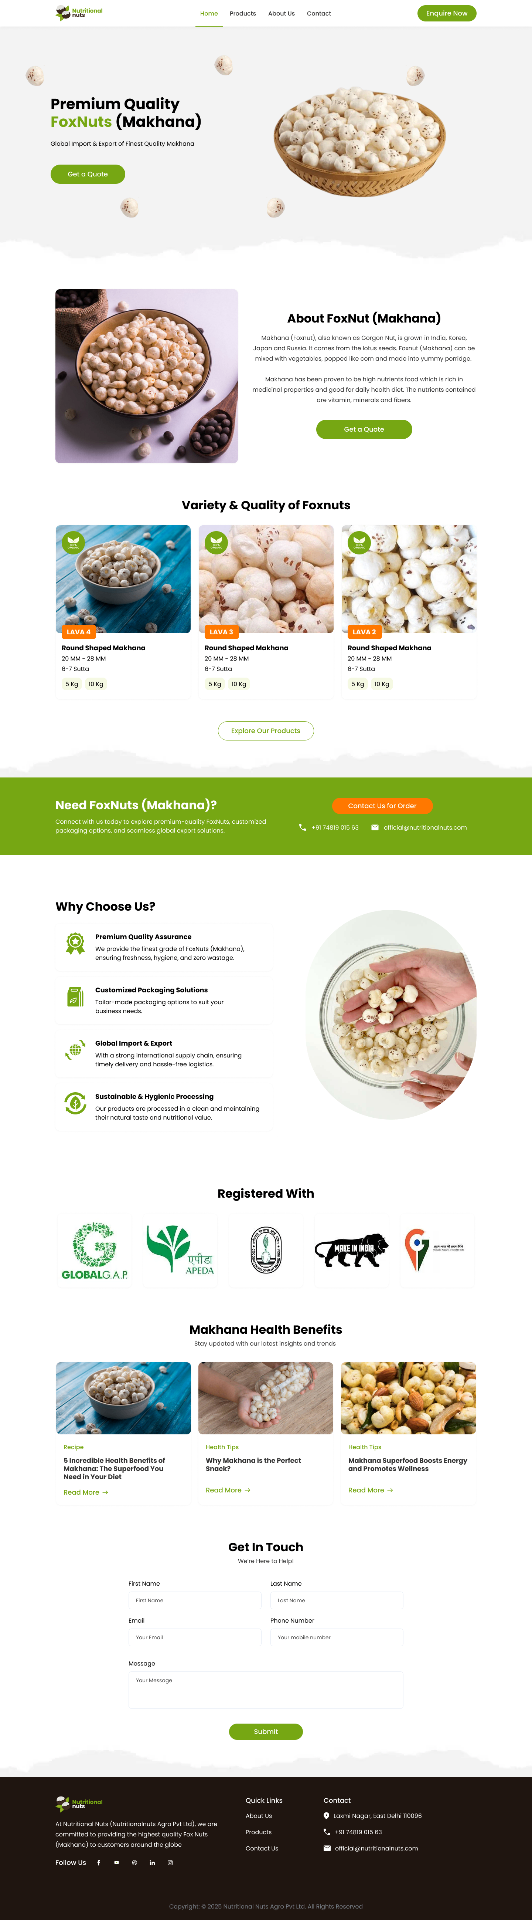 Nutritional
nuts
Home Products About Us Contact
Enquire Now
Premium Quality
FoxNuts (Makhana)
Global Import & Export of Finest Quality Makhana
Get a Quote
About FoxNut (Makhana)
Makhana (Foxnut), also known as Gorgon Nut, is grown in India, Korea,
Japan and Russia. It comes from the lotus seeds. Foxnut (Makhana) can be
mixed with vegetables, popped like corn and made into yummy porridge.
Makhana has been proven to be high nutrients food which is rich in
medicinal properties and good for daily health diet. The nutrients contained
are vitamin, minerals and fibers.
Get a Quote
Variety & Quality of Foxnuts
LAVA 4
Round Shaped Makhana
20 MM - 28 MM
6-7 Sutta
5 Kg 10 Kg
LAVA 3
Round Shaped Makhana
20 MM - 28 MM
6-7 Sutta
5 Kg 10 Kg
LAVA 2
Round Shaped Makhana
20 MM - 28 MM
6-7 Sutta
5 Kg 10 Kg
Explore Our Products
Need FoxNuts (Makhana)?
Connect with us today to explore premium-quality FoxNuts, customized
packaging options, and seamless global export solutions.
Contact Us for Order
+91 74819 015 63
official@nutritionalnuts.com
Why Choose Us?
Premium Quality Assurance
We provide the finest grade of FoxNuts (Makhana),
ensuring freshness, hygiene, and zero wastage.
Customized Packaging Solutions
Tailor-made packaging options to suit your
business needs.
Global Import & Export
With a strong international supply chain, ensuring
timely delivery and hassle-free logistics.
Sustainable & Hygienic Processing
Our products are processed in a clean and maintaining
their natural taste and nutritional value.
Registered With
GLOBALG.A.P.
एपीडा
APEDA
MAKE IN INDIA
Makhana Health Benefits
Stay updated with our latest insights and trends
Recipe
5 Incredible Health Benefits of
Makhana: The Superfood You
Need in Your Diet
Read More →
Health Tips
Why Makhana is the Perfect
Snack?
Read More →
Health Tips
Makhana Superfood Boosts Energy
and Promotes Wellness
Read More →
Get In Touch
We're Here to Help!
First Name
Last Name
First Name
Last Name
Email
Phone Number
Your Email
Your mobile number
Massage
Your Message
Submit
Nutritional
nuts
At Nutritional Nuts (Nutritionalnuts Agro Pvt Ltd), we are
committed to providing the highest quality Fox Nuts
(Makhana) to customers around the globe
Follow Us
Quick Links
About Us
Products
Contact Us
Contact
Laxmi Nagar, East Delhi 110096
+91 74819 015 63
official@nutritionalnuts.com
Copyright: © 2025 Nutritional Nuts Agro Pvt Ltd. All Rights Reserved